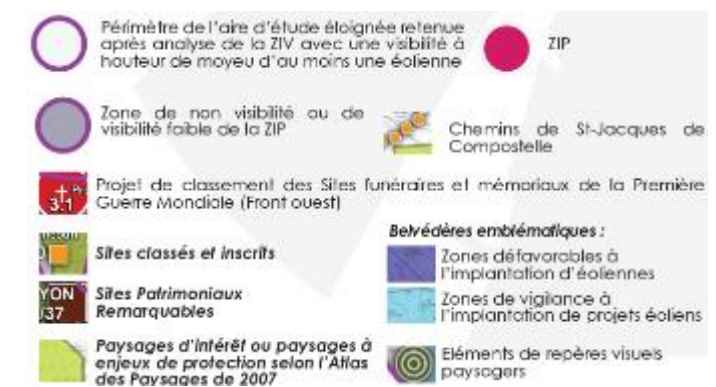 Périmètre de l'aire d'étude éloignée retenue
après analyse de la ZIV avec une visibilité à
hauteur de moyeu d'au moins une éolienne
ZIP
Zone de non visibilité ou de
visibilité faible de la ZIP
Chemins de St-Jacques de
Compostelle
3.1
Projet de classement des Sites funéraires et mémoriaux de la Première
Guerre Mondiale (Front ouest)
Sites classés et inscrits
YON
037
Sites Patrimoniaux
Remarquables
Paysages d'intérêt ou paysages à
enjeux de protection selon l'Atlas
des Paysages de 2007
Belvédères emblématiques :
Zones défavorables à
l'implantation d'éoliennes
Zones de vigilance à
l'implantation de projets éoliens
Eléments de repères visuels
paysagers